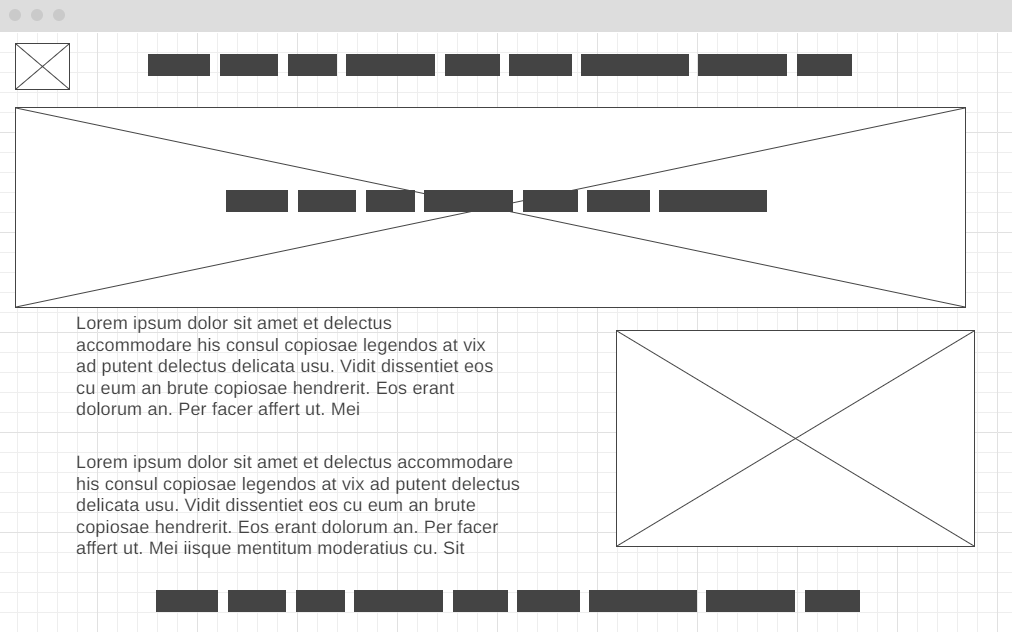 Lorem ipsum dolor sit amet et delectus
accommodare his consul copiosae legendos at vix
ad putent delectus delicata usu. Vidit dissentiet eos
cu eum an brute copiosae hendrerit. Eos erant
dolorum an. Per facer affert ut. Mei
Lorem ipsum dolor sit amet et delectus accommodare
his consul copiosae legendos at vix ad putent delectus
delicata usu. Vidit dissentiet eos cu eum an brute
copiosae hendrerit. Eos erant dolorum an. Per facer
affert ut. Mei iisque mentitum moderatius cu. Sit